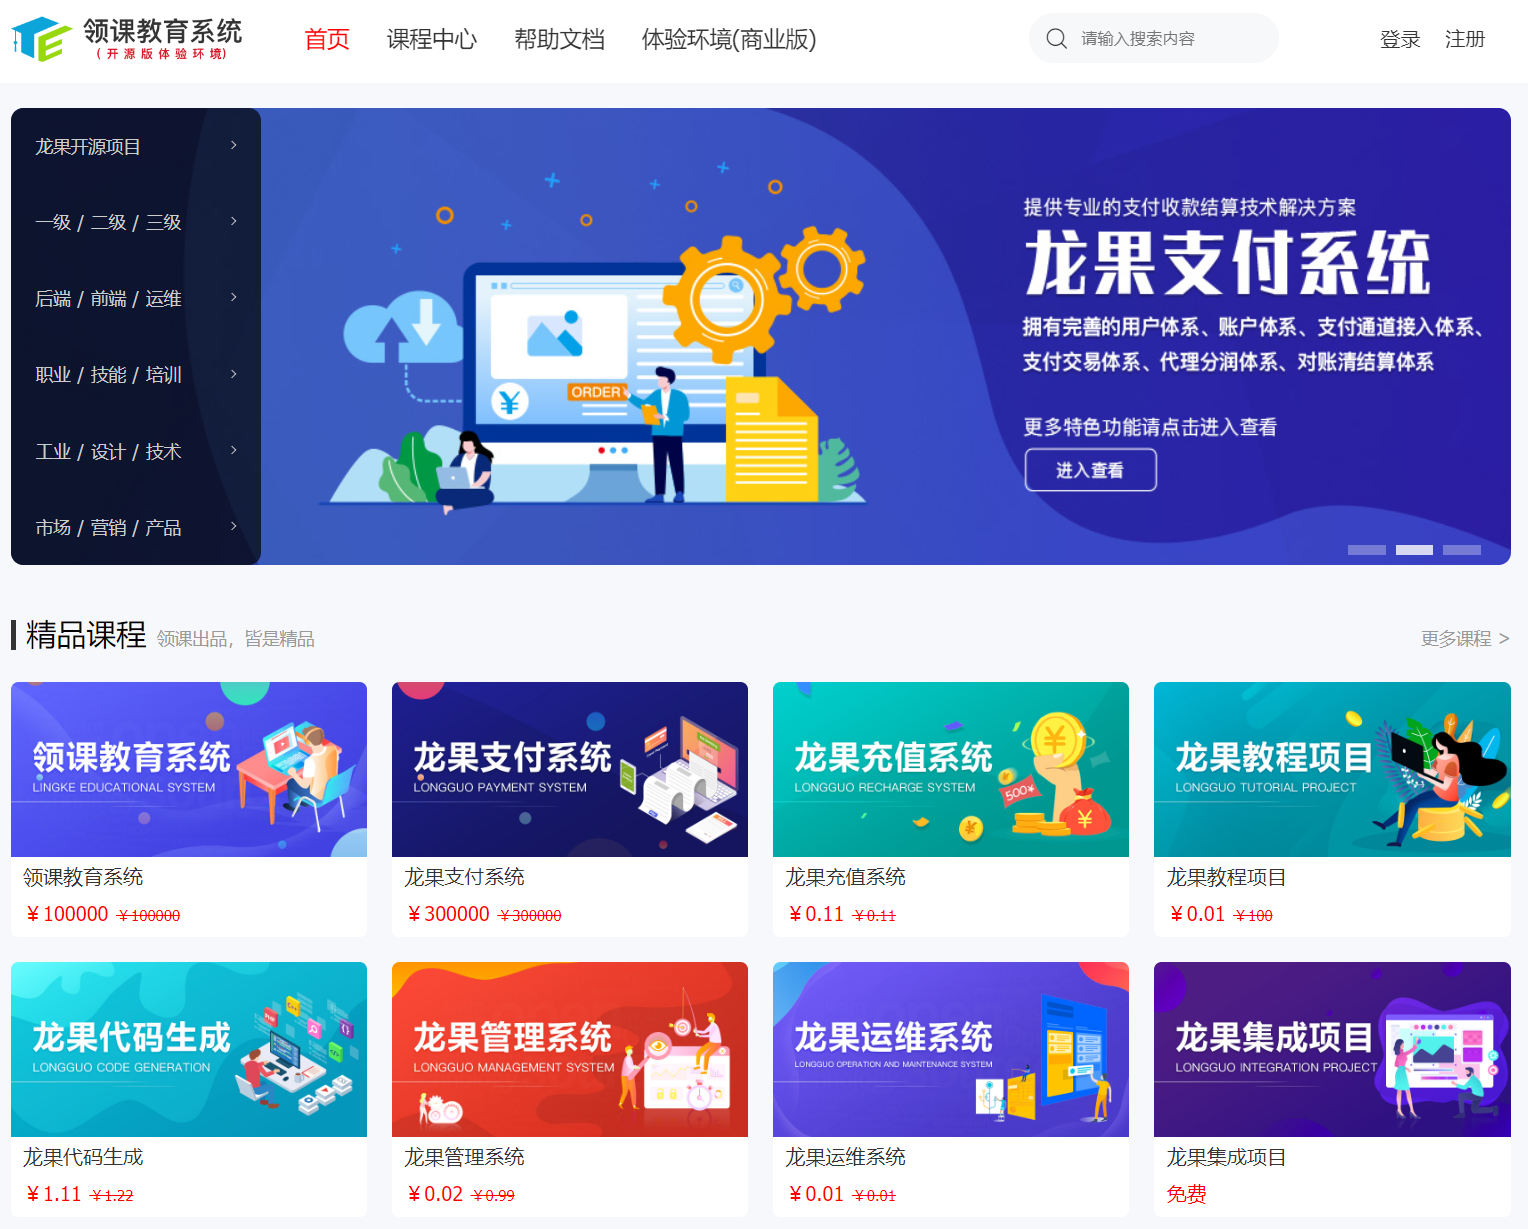 领课教育系统
(开源版体验环境)
首页
课程中心
帮助文档
体验环境(商业版)
请输入搜索内容
登录
注册
龙果开源项目
一级 / 二级 / 三级
后端 / 前端 / 运维
职业 / 技能 / 培训
工业 / 设计 / 技术
市场 / 营销 / 产品
ORDER
提供专业的支付收款结算技术解决方案
龙果支付系统
拥有完善的用户体系、账户体系、支付通道接入体系、
支付交易体系、代理分润体系、对账清结算体系
更多特色功能请点击进入查看
进入查看
精品课程 领课出品，皆是精品
更多课程 >
领课教育系统
LINGKE EDUCATIONAL SYSTEM
领课教育系统
￥100000 ￥100000
龙果支付系统
LONGGUO PAYMENT SYSTEM
龙果支付系统
￥300000 ￥300000
龙果充值系统
LONGGUO RECHARGE SYSTEM
500￥
龙果充值系统
￥0.11 ￥0.11
龙果教程项目
LONGGUO TUTORIAL PROJECT
龙果教程项目
￥0.01 ￥100
龙果代码生成
LONGGUO CODE GENERATION
龙果代码生成
￥1.11 ￥1.22
龙果管理系统
LONGGUO MANAGEMENT SYSTEM
龙果管理系统
￥0.02 ￥0.99
龙果运维系统
LONGGUO OPERATION AND MAINTENANCE SYSTEM
龙果运维系统
￥0.01 ￥0.01
龙果集成项目
LONGGUO INTEGRATION PROJECT
龙果集成项目
免费